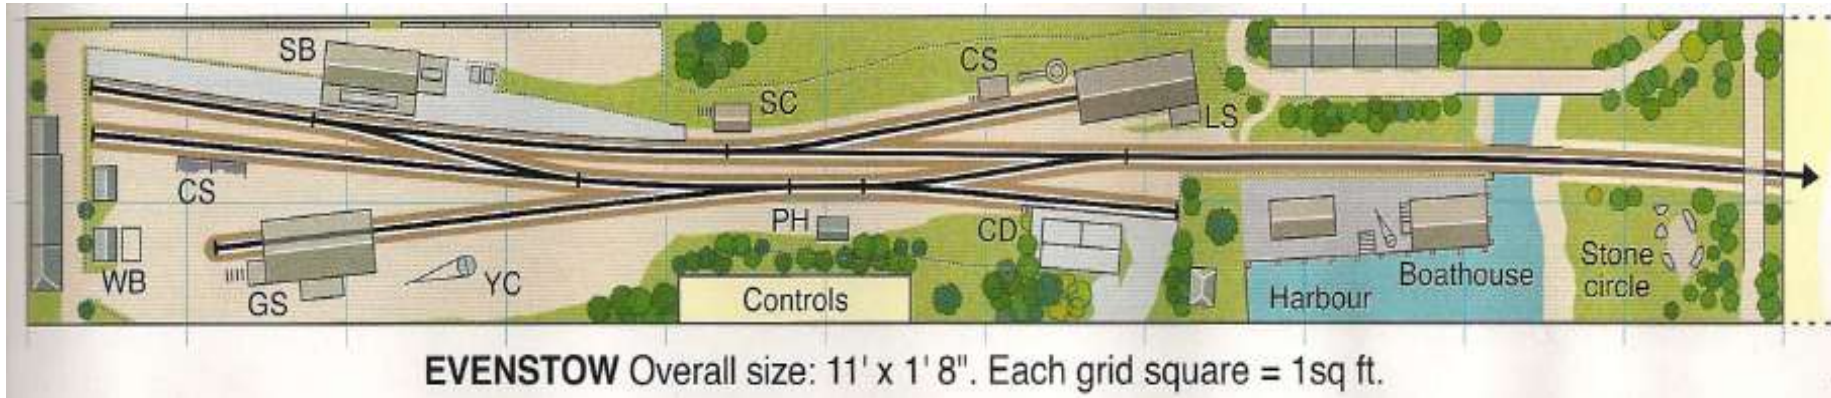 SB
CS
SC
LS
CS
PH
CD
WB
GS
YC
Controls
Harbour
Boathouse
Stone
circle
EVENSTOW Overall size: 11' x 1' 8". Each grid square = 1sq ft.